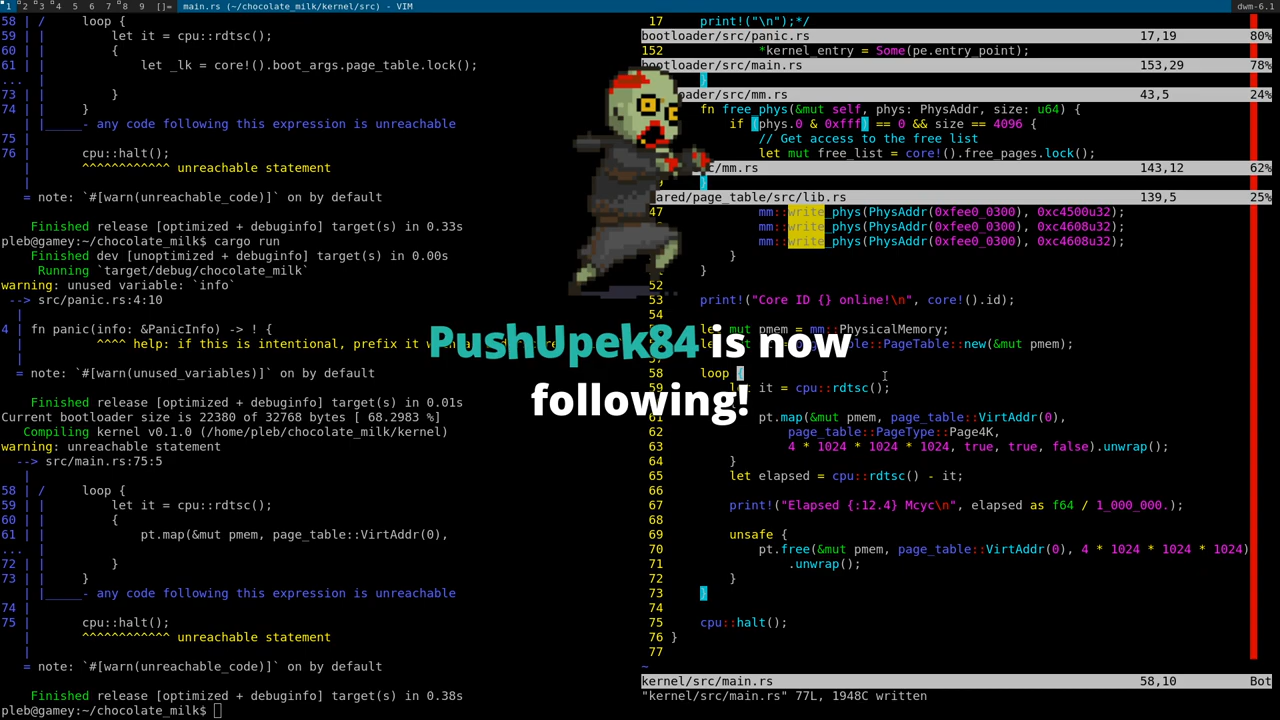 1 2 3 4 5 6 7 8 9 []= main.rs (~/chocolate_milk/kernel/src) - VIM dwm-6.1
58 | / loop {
59 | | let it = cpu::rdtsc();
60 | | {
61 | | let _lk = core!().boot_args.page_table.lock();
... |
73 | | }
74 | | }
| |_____- any code following this expression is unreachable
75 |
76 | cpu::halt();
| ^^^^^^^^^^^^ unreachable statement
|
= note: `#[warn(unreachable_code)]` on by default
Finished release [optimized + debuginfo] target(s) in 0.33s
pleb@gamey:~/chocolate_milk$ cargo run
Finished dev [unoptimized + debuginfo] target(s) in 0.00s
Running `target/debug/chocolate_milk`
warning: unused variable: `info`
--> src/panic.rs:4:10
|
4 | fn panic(info: &PanicInfo) -> ! {
| ^^^^ help: if this is intentional, prefix it
|
= note: `#[warn(unused_variables)]` on by default
Finished release [optimized + debuginfo] target(s) in 0.01s
Current bootloader size is 22380 of 32768 bytes [ 68.2983 %]
Compiling kernel v0.1.0 (/home/pleb/chocolate_milk/kernel)
warning: unreachable statement
--> src/main.rs:75:5
|
58 | / loop {
59 | | let it = cpu::rdtsc();
60 | | {
61 | | pt.map(&mut pmem, page_table::VirtAddr(0),
... |
72 | | }
73 | | }
| |_____- any code following this expression is unreachable
74 |
75 | cpu::halt();
| ^^^^^^^^^^^^ unreachable statement
|
= note: `#[warn(unreachable_code)]` on by default
Finished release [optimized + debuginfo] target(s) in 0.38s
pleb@gamey:~/chocolate_milk$
17 print!("\n");*/
bootloader/src/panic.rs 17,19 80%
152 *kernel_entry = Some(pe.entry_point);
bootloader/src/main.rs 153,29 78%
}
oader/src/mm.rs 43,5 24%
fn free_phys(&mut self, phys: PhysAddr, size: u64) {
if (phys.0 & 0xfff) == 0 && size == 4096 {
// Get access to the free list
let mut free_list = core!().free_pages.lock();
c/mm.rs 143,12 62%
}
ared/page_table/src/lib.rs 139,5 25%
47 mm::write_phys(PhysAddr(0xfee0_0300), 0xc4500u32);
mm::write_phys(PhysAddr(0xfee0_0300), 0xc4608u32);
mm::write_phys(PhysAddr(0xfee0_0300), 0xc4608u32);
}
}
52
53 print!("Core ID {} online!\n", core!().id);
54
mut pmem = mm::PhysicalMemory;
::PageTable::new(&mut pmem);
58 loop {
59 it = cpu::rdtsc();
pt.map(&mut pmem, page_table::VirtAddr(0),
62 page_table::PageType::Page4K,
63 4 * 1024 * 1024 * 1024, true, true, false).unwrap();
64 }
65 let elapsed = cpu::rdtsc() - it;
66
67 print!("Elapsed {:12.4} Mcyc\n", elapsed as f64 / 1_000_000.);
68
69 unsafe {
70 pt.free(&mut pmem, page_table::VirtAddr(0), 4 * 1024 * 1024 * 1024)
71 .unwrap();
72 }
73 }
74
75 cpu::halt();
76 }
77
~
kernel/src/main.rs 58,10 Bot
"kernel/src/main.rs" 77L, 1948C written
PushUpek84 is now
following!